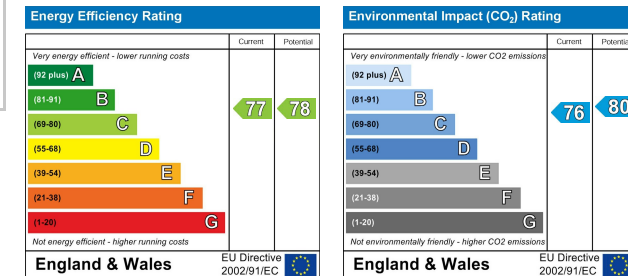 Energy Efficiency Rating
Current Potential
Very energy efficient - lower running costs
(92 plus) A
(81-91) B
(69-80) C
(55-68) D
(39-54) E
(21-38) F
(1-20) G
77 78
Not energy efficient - higher running costs
England & Wales
EU Directive
2002/91/EC
Environmental Impact (CO₂) Rating
Current Potential
Very environmentally friendly - lower CO2 emissions
(92 plus) A
(81-91) B
(69-80) C
(55-68) D
(39-54) E
(21-38) F
(1-20) G
76 80
Not environmentally friendly - higher CO2 emissions
England & Wales
EU Directive
2002/91/EC